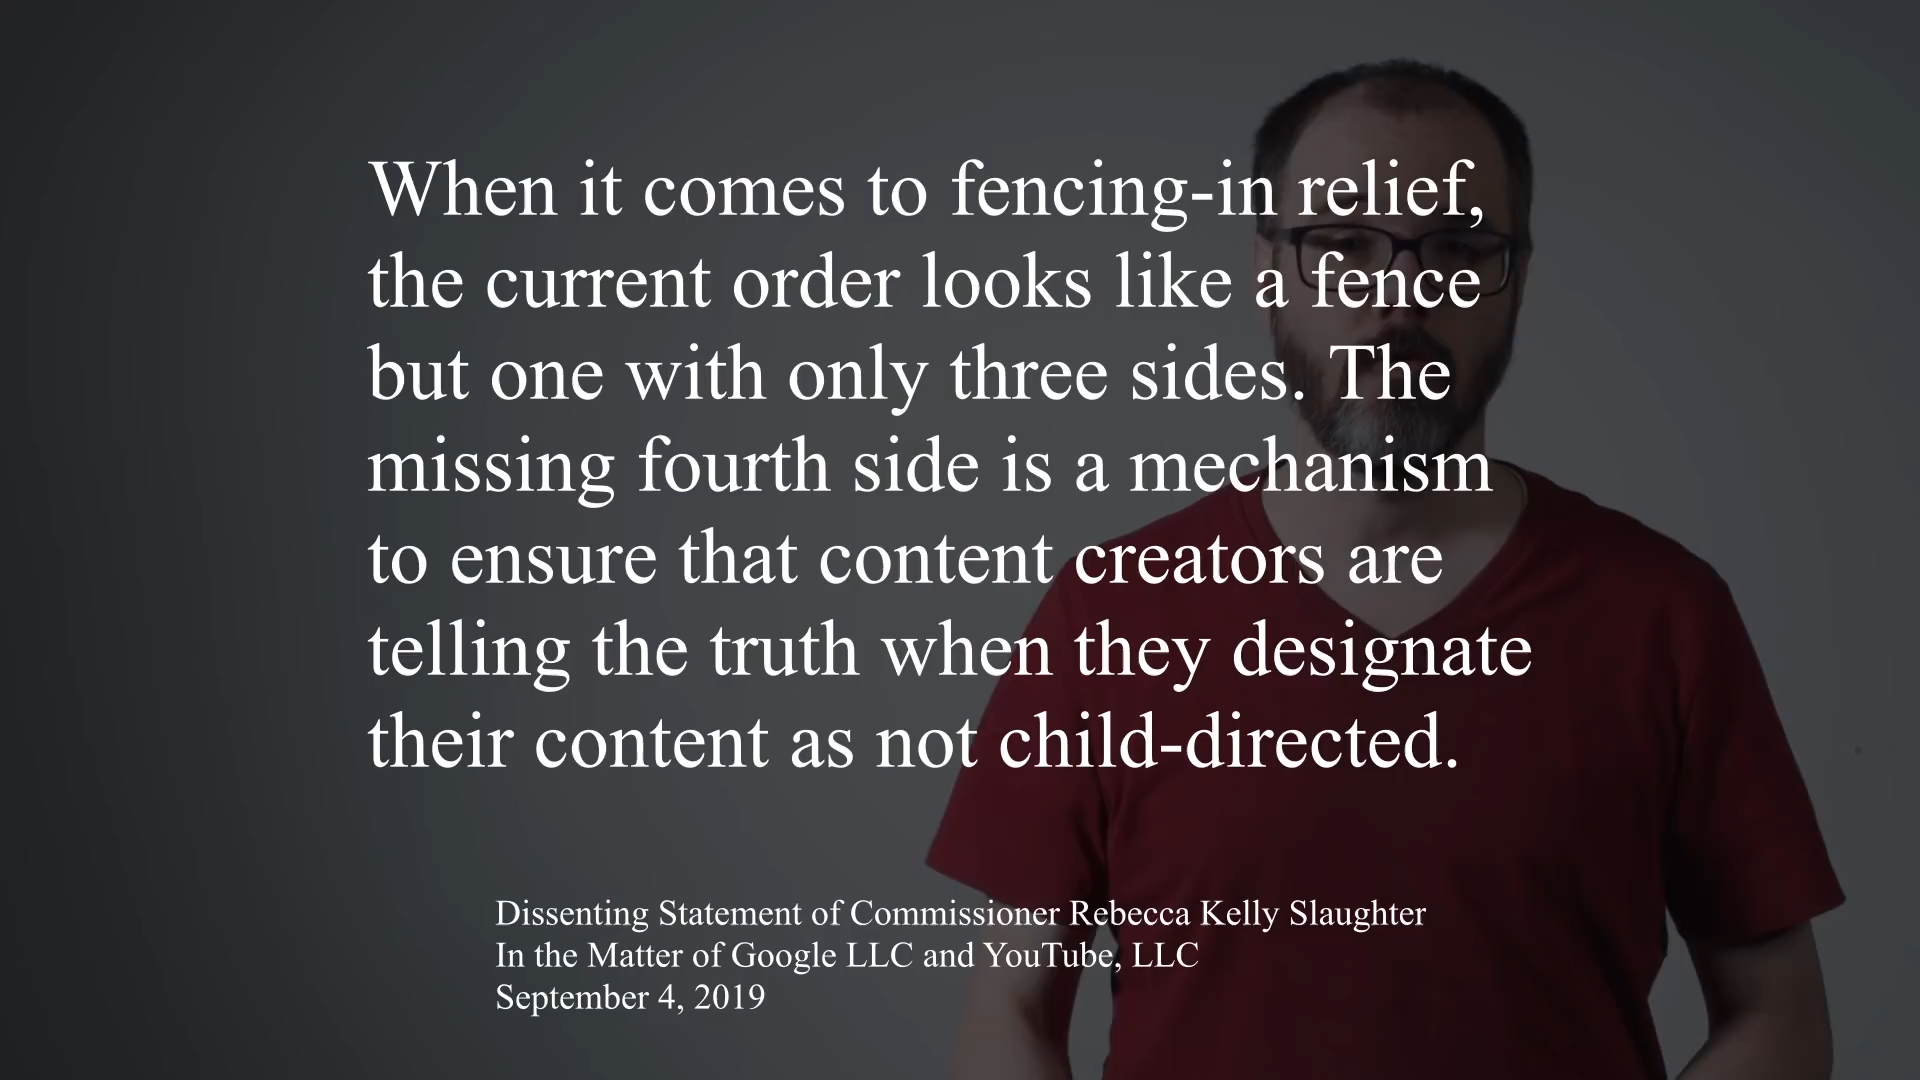 When it comes to fencing-in relief,
the current order looks like a fence
but one with only three sides. The
missing fourth side is a mechanism
to ensure that content creators are
telling the truth when they designate
their content as not child-directed.
Dissenting Statement of Commissioner Rebecca Kelly Slaughter
In the Matter of Google LLC and YouTube, LLC
September 4, 2019